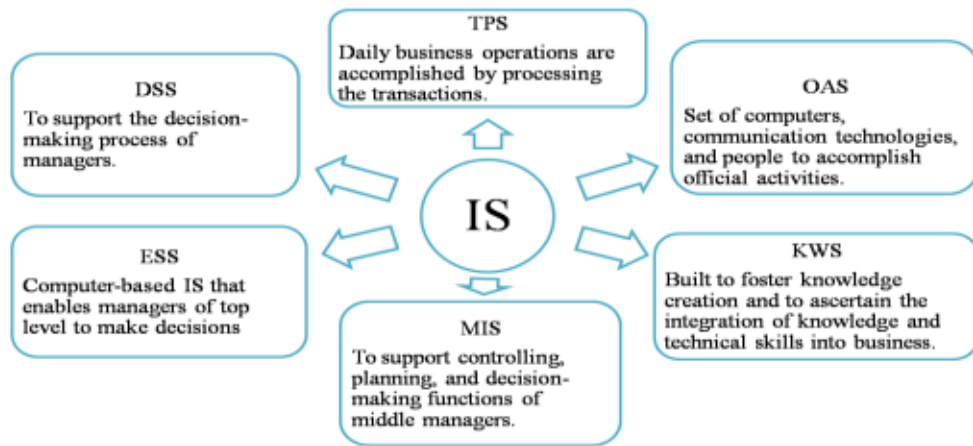 TPS
Daily business operations are
accomplished by processing
the transactions.
DSS
To support the decision-
making process of
managers.
OAS
Set of computers,
communication technologies,
and people to accomplish
official activities.
IS
ESS
Computer-based IS that
enables managers of top
level to make decisions
KWS
Built to foster knowledge
creation and to ascertain the
integration of knowledge and
technical skills into business.
MIS
To support controlling,
planning, and decision-
making functions of
middle managers.